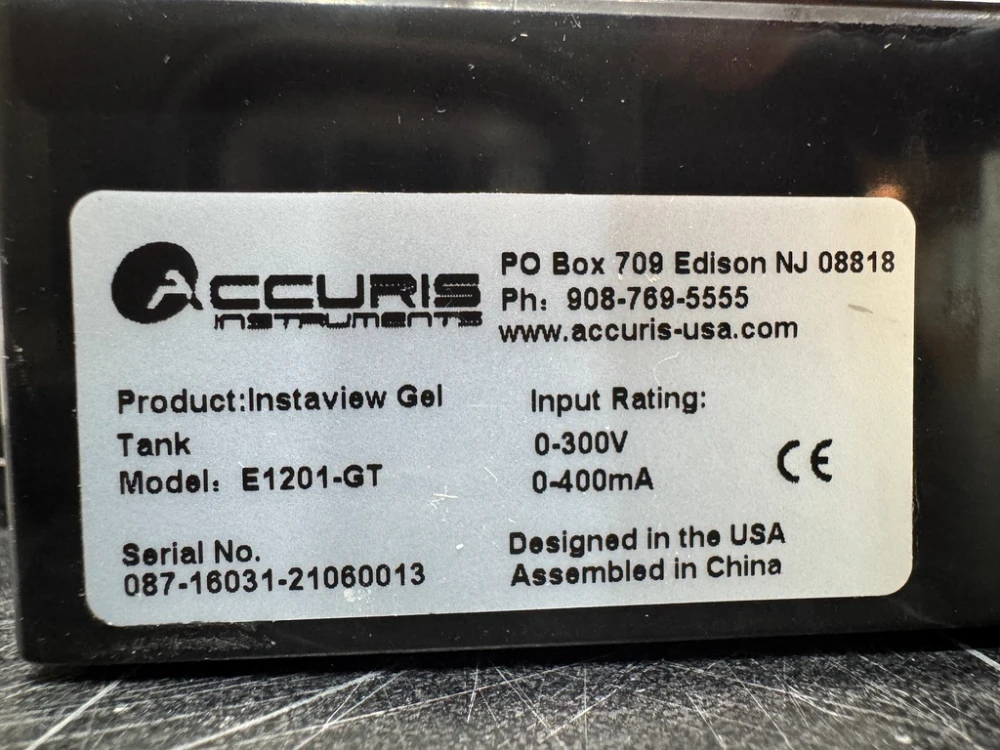 ACCURIS
INSTRUMENTS
PO Box 709 Edison NJ 08818
Ph: 908-769-5555
www.accuris-usa.com
Product:Instaview Gel
Tank
Model: E1201-GT
Serial No.
087-16031-21060013
Input Rating:
0-300V
0-400mA
CE
Designed in the USA
Assembled in China